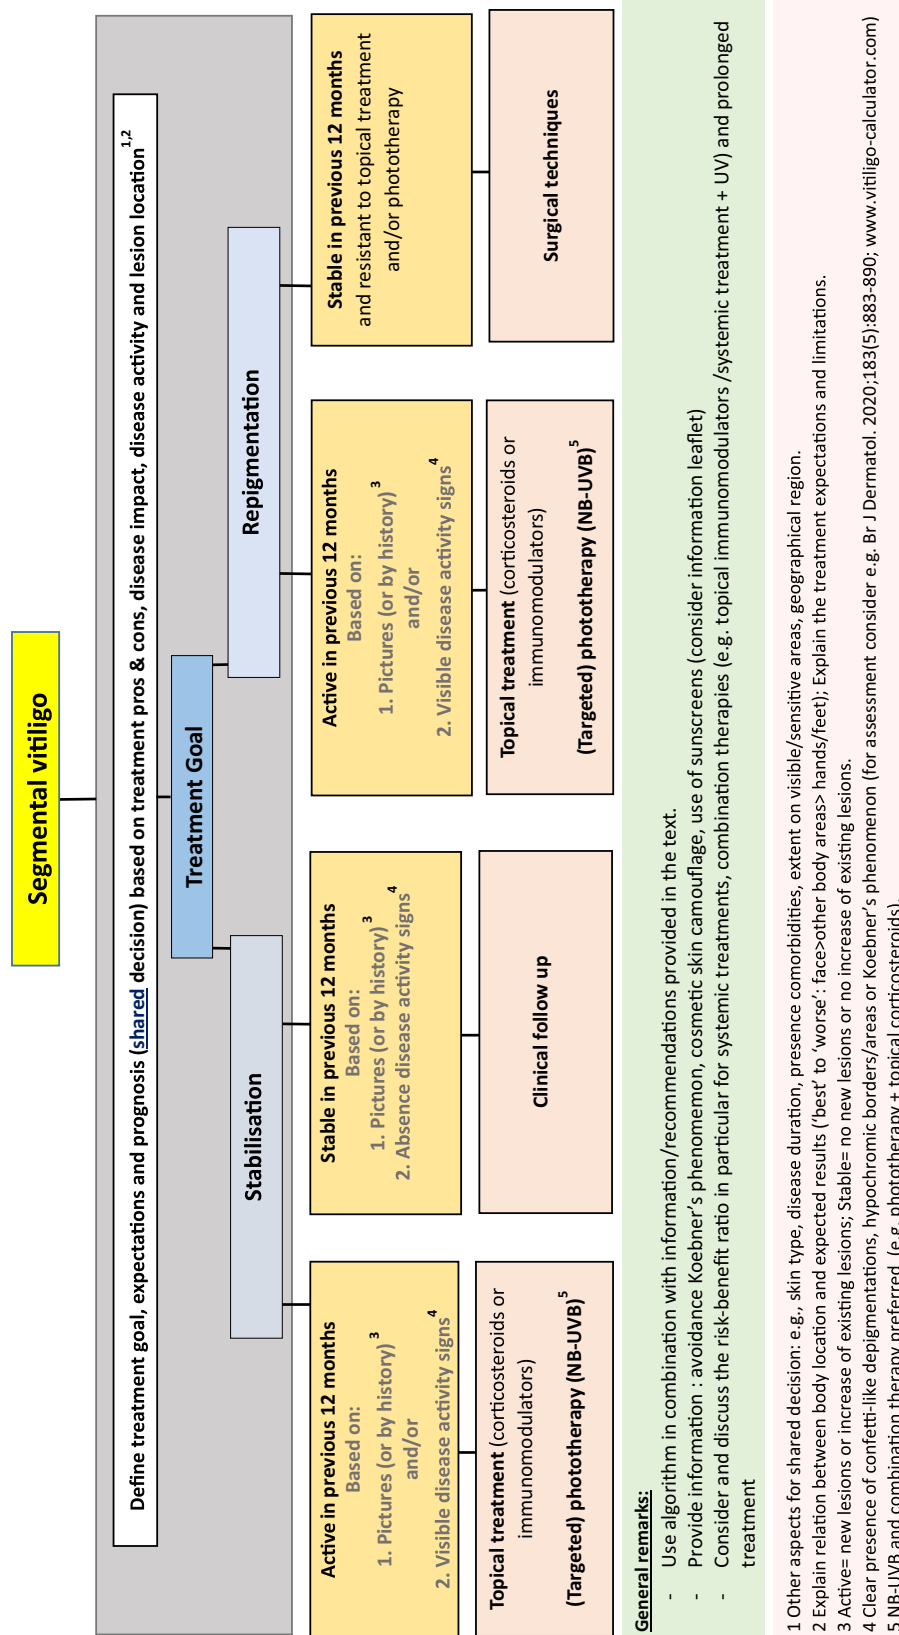 Segmental vitiligo
Define treatment goal, expectations and prognosis (shared decision) based on treatment pros & cons, disease impact, disease activity and lesion location1,2
Treatment Goal
Stabilisation
Repigmentation
Active in previous 12 months
Based on:
1. Pictures (or by history)3
and/or
2. Visible disease activity signs4
Topical treatment (corticosteroids or
immunomodulators)
(Targeted) phototherapy (NB-UVB)5
Stable in previous 12 months
Based on:
1. Pictures (or by history)3
2. Absence disease activity signs4
Clinical follow up
Active in previous 12 months
Based on:
1. Pictures (or by history)3
and/or
2. Visible disease activity signs4
Topical treatment (corticosteroids or
immunomodulators)
(Targeted) phototherapy (NB-UVB)5
Stable in previous 12 months
and resistant to topical treatment
and/or phototherapy
Surgical techniques
General remarks:
- Use algorithm in combination with information/recommendations provided in the text.
- Provide information : avoidance Koebner's phenomemon, cosmetic skin camouflage, use of sunscreens (consider information leaflet)
- Consider and discuss the risk-benefit ratio in particular for systemic treatments, combination therapies (e.g. topical immunomodulators /systemic treatment + UV) and prolonged
treatment
1 Other aspects for shared decision: e.g., skin type, disease duration, presence comorbidities, extent on visible/sensitive areas, geographical region.
2 Explain relation between body location and expected results ('best' to 'worse': face>other body areas> hands/feet); Explain the treatment expectations and limitations.
3 Active= new lesions or increase of existing lesions; Stable= no new lesions or no increase of existing lesions.
4 Clear presence of confetti-like depigmentations, hypochromic borders/areas or Koebner's phenomenon (for assessment consider e.g. Br J Dermatol. 2020;183(5):883-890; www.vitiligo-calculator.com)
5 NB-UVB and combination therapy preferred (e.g. phototherapy + topical corticosteroids).